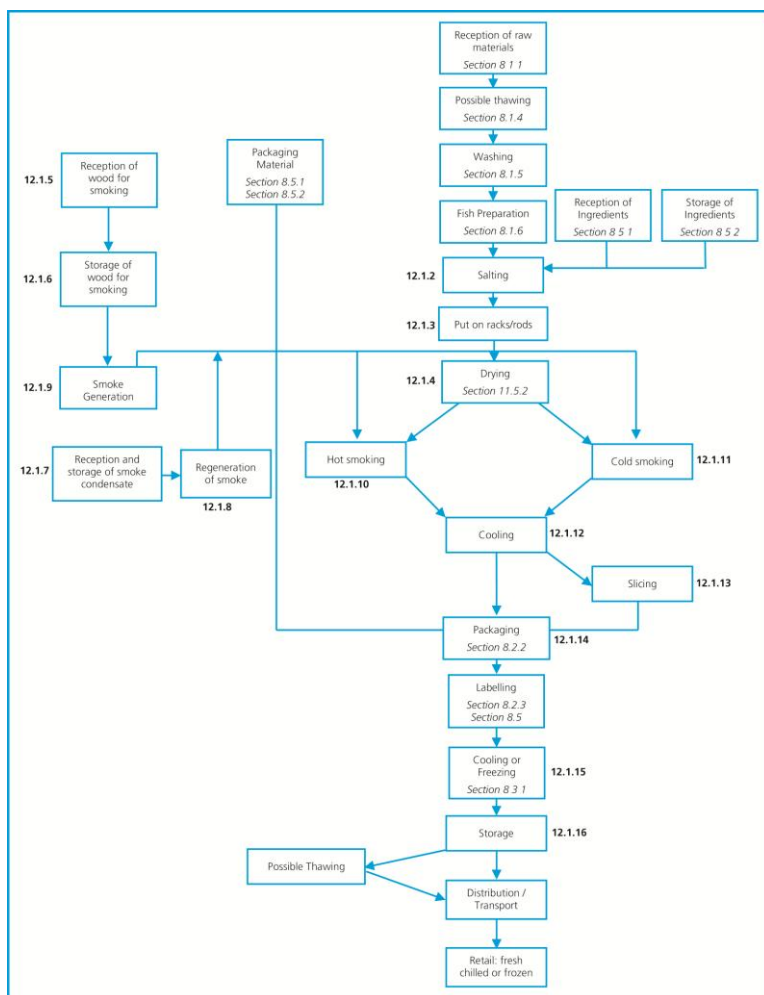 Reception of raw
materials
Section 8 1 1
Possible thawing
Section 8.1.4
Washing
Section 8.1.5
Fish Preparation
Section 8.1.6
Packaging
Material
Section 8.5.1
Section 8.5.2
12.1.5
Reception of
wood for
smoking
Reception of
Ingredients
Section 8 5 1
Storage of
Ingredients
Section 8 5 2
12.1.6
Storage of
wood for
smoking
12.1.2
Salting
12.1.3
Put on racks/rods
12.1.9
Smoke
Generation
12.1.4
Drying
Section 11.5.2
12.1.7
Reception and
storage of smoke
condensate
Regeneration
of smoke
12.1.8
Hot smoking
12.1.10
Cold smoking
12.1.11
Cooling
12.1.12
Slicing
12.1.13
Packaging
Section 8.2.2
12.1.14
Labelling
Section 8.2.3
Section 8.5
Cooling or
Freezing
Section 8 3 1
12.1.15
Storage
12.1.16
Possible Thawing
Distribution /
Transport
Retail: fresh
chilled or frozen